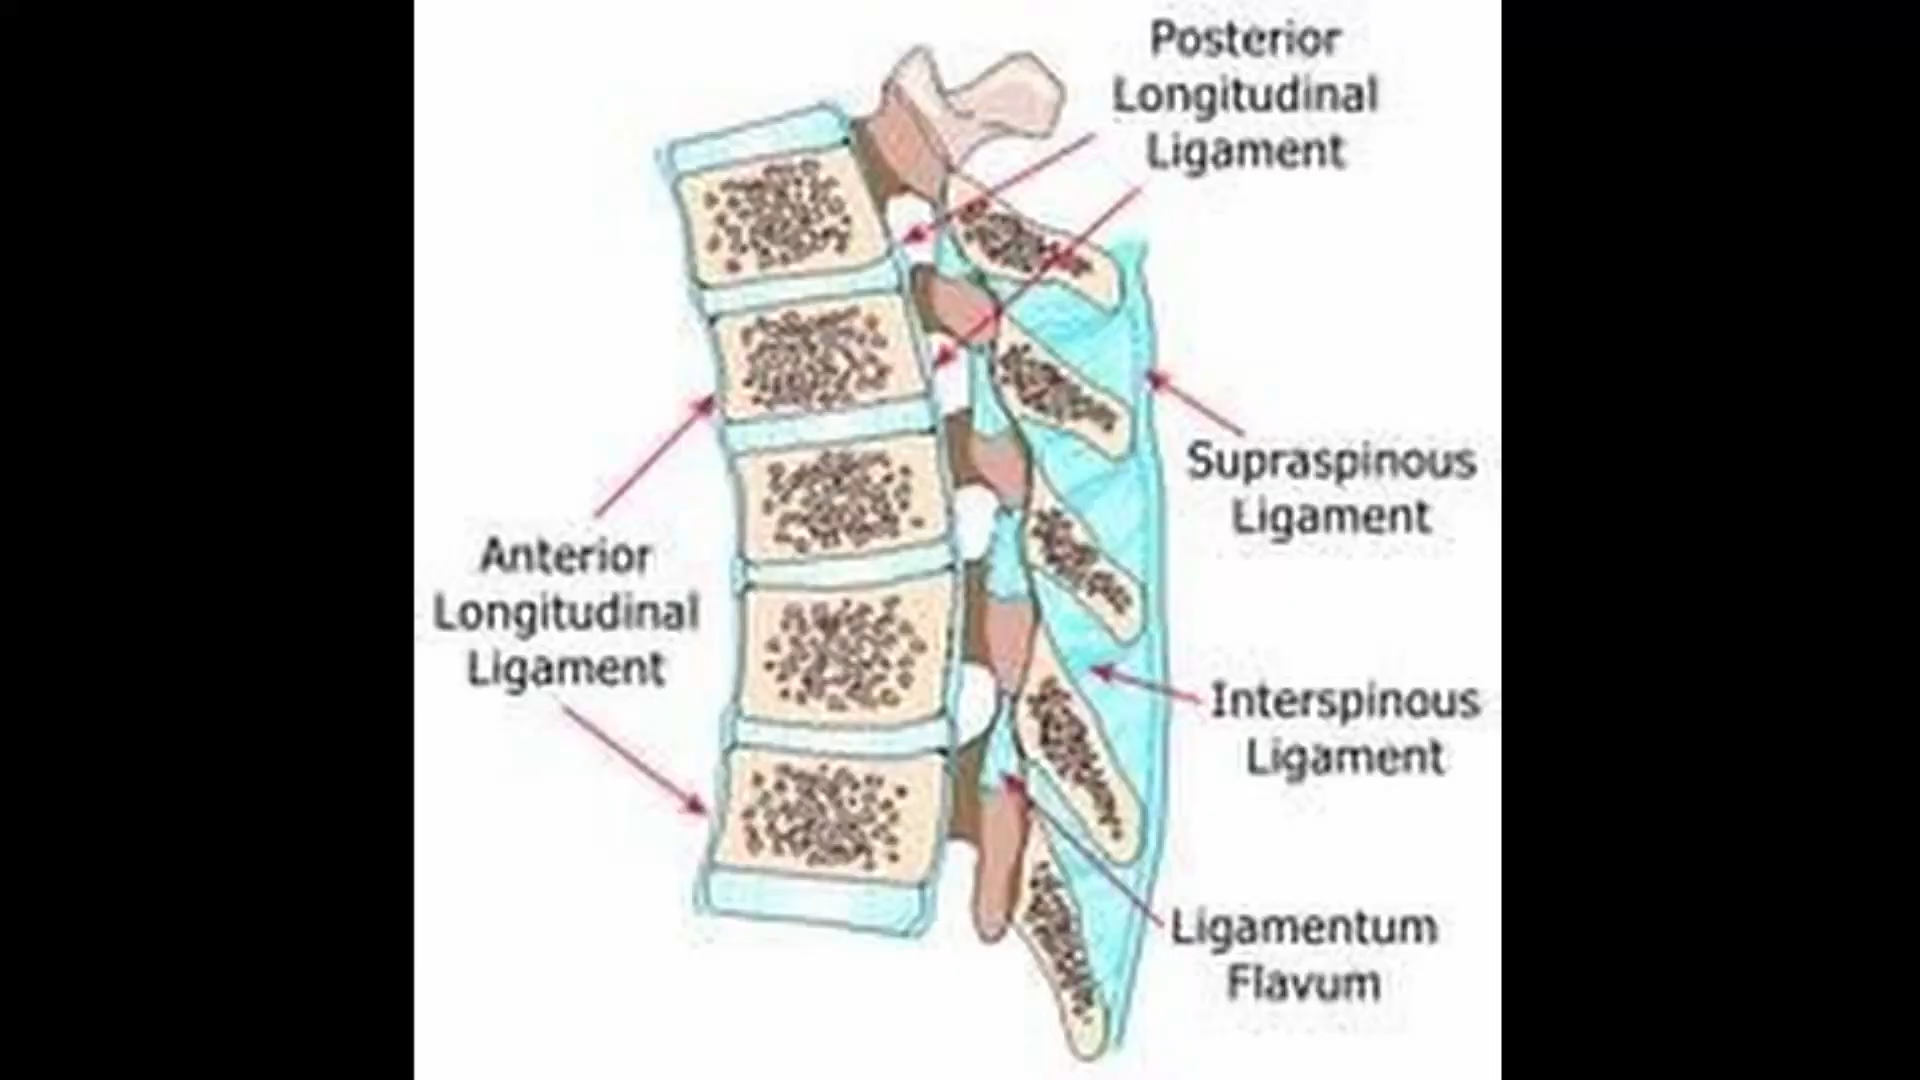 Posterior
Longitudinal
Ligament
Supraspinous
Ligament
Anterior
Longitudinal
Ligament
Interspinous
Ligament
Ligamentum
Flavum